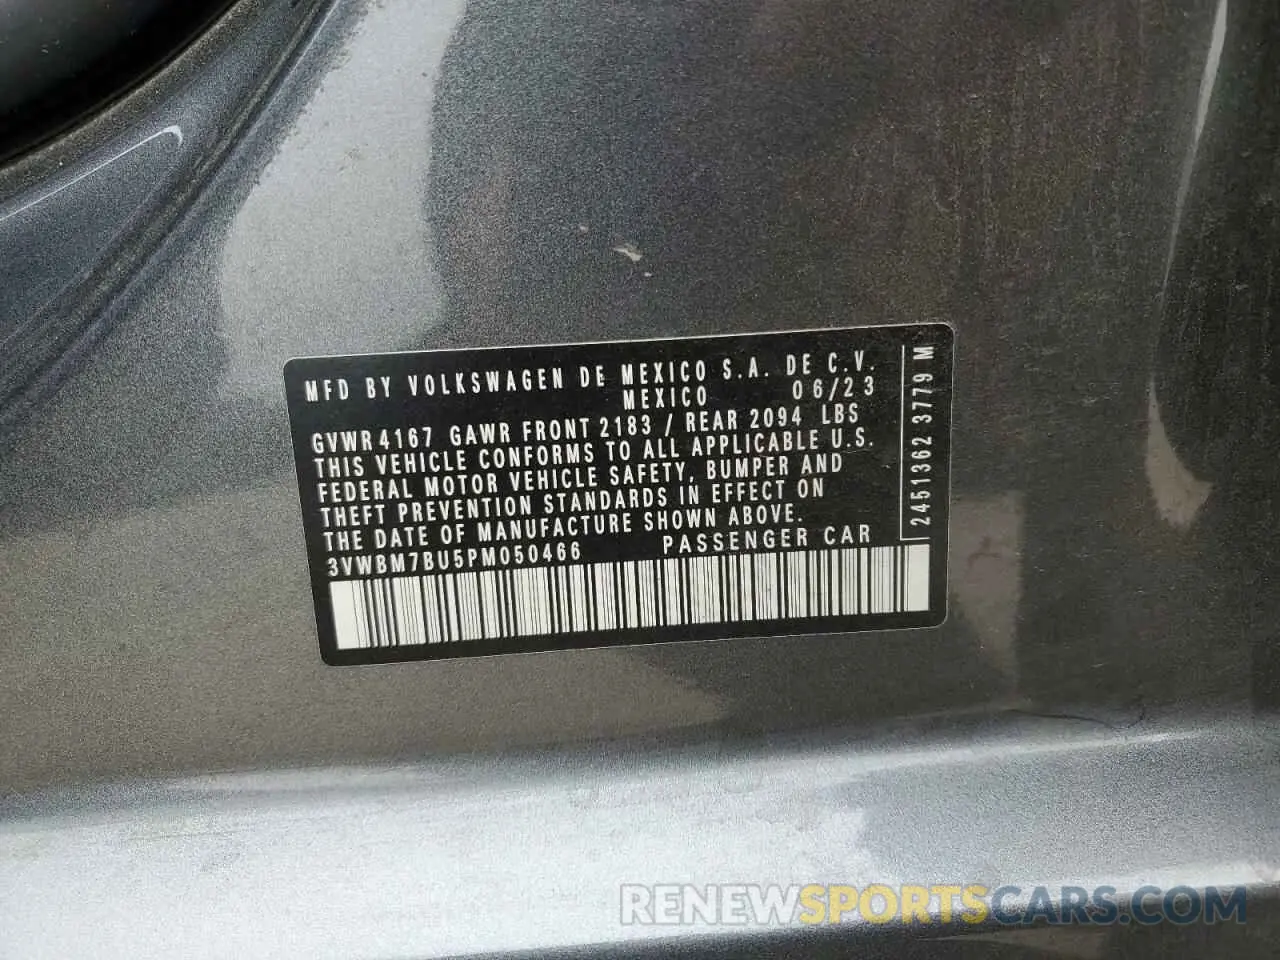 MFD BY VOLKSWAGEN DE MEXICO S.A. DE C.V.
MEXICO 06/23
GVWR 4167 GAWR FRONT 2183 / REAR 2094 LBS
THIS VEHICLE CONFORMS TO ALL APPLICABLE U.S.
FEDERAL MOTOR VEHICLE SAFETY, BUMPER AND
THEFT PREVENTION STANDARDS IN EFFECT ON
THE DATE OF MANUFACTURE SHOWN ABOVE.
3VWBM7BU5PM050466 PASSENGER CAR
2451362 3779 M
RENEWSPORTSCARS.COM